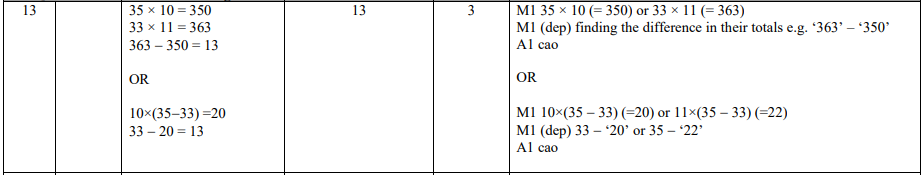 13
35 × 10 = 350
33 × 11 = 363
363 – 350 = 13
OR
10×(35–33) =20
33 – 20 = 13
13
3
M1 35 × 10 (= 350) or 33 × 11 (= 363)
M1 (dep) finding the difference in their totals e.g. ‘363’ – ‘350’
A1 cao
OR
M1 10×(35 – 33) (=20) or 11×(35 – 33) (=22)
M1 (dep) 33 – ‘20’ or 35 – ‘22’
A1 cao